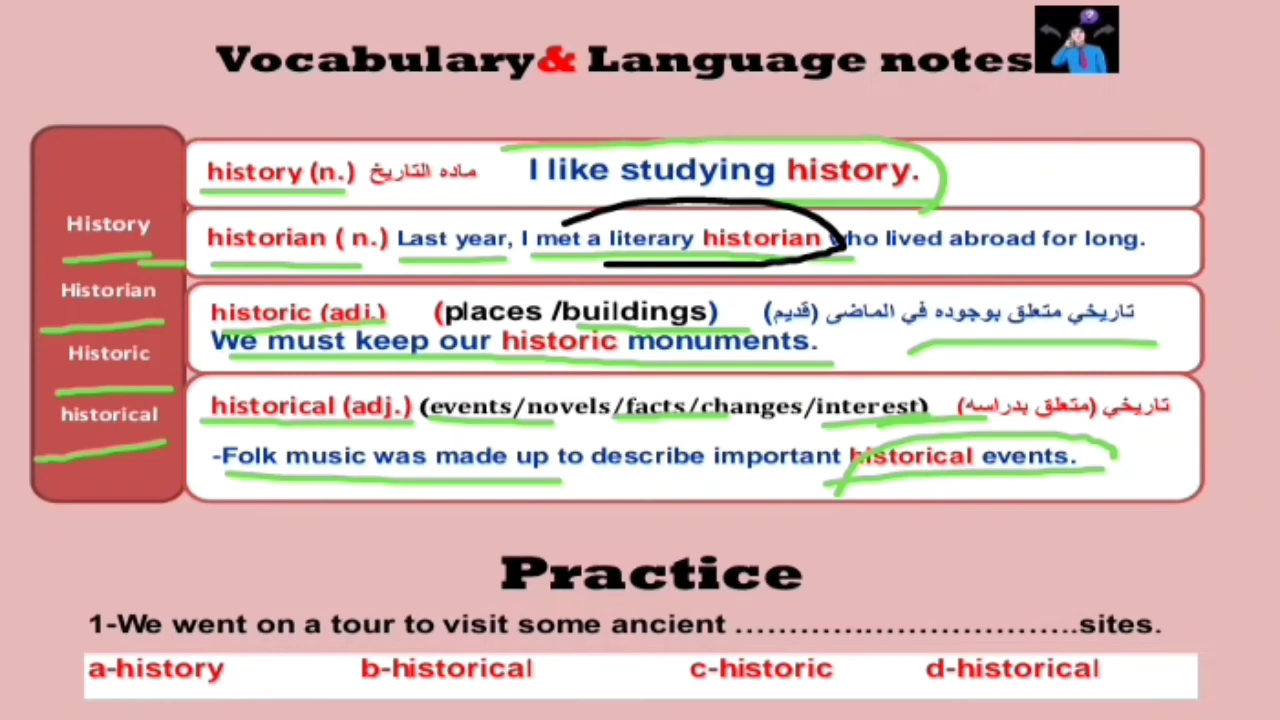 Vocabulary& Language notes
?
History
Historian
Historic
historical
history (n.) ماده التاريخ I like studying history.
historian ( n.) Last year, I met a literary historian who lived abroad for long.
historic (adj.) (places /buildings) تاريخي متعلق بوجوده في الماضى (قديم)
We must keep our historic monuments.
historical (adj.) (events/novels/facts/changes/interest) تاريخي (متعلق بدراسه)
-Folk music was made up to describe important historical events.
Practice
1-We went on a tour to visit some ancient ……………………………….sites.
a-history b-historical c-historic d-historical